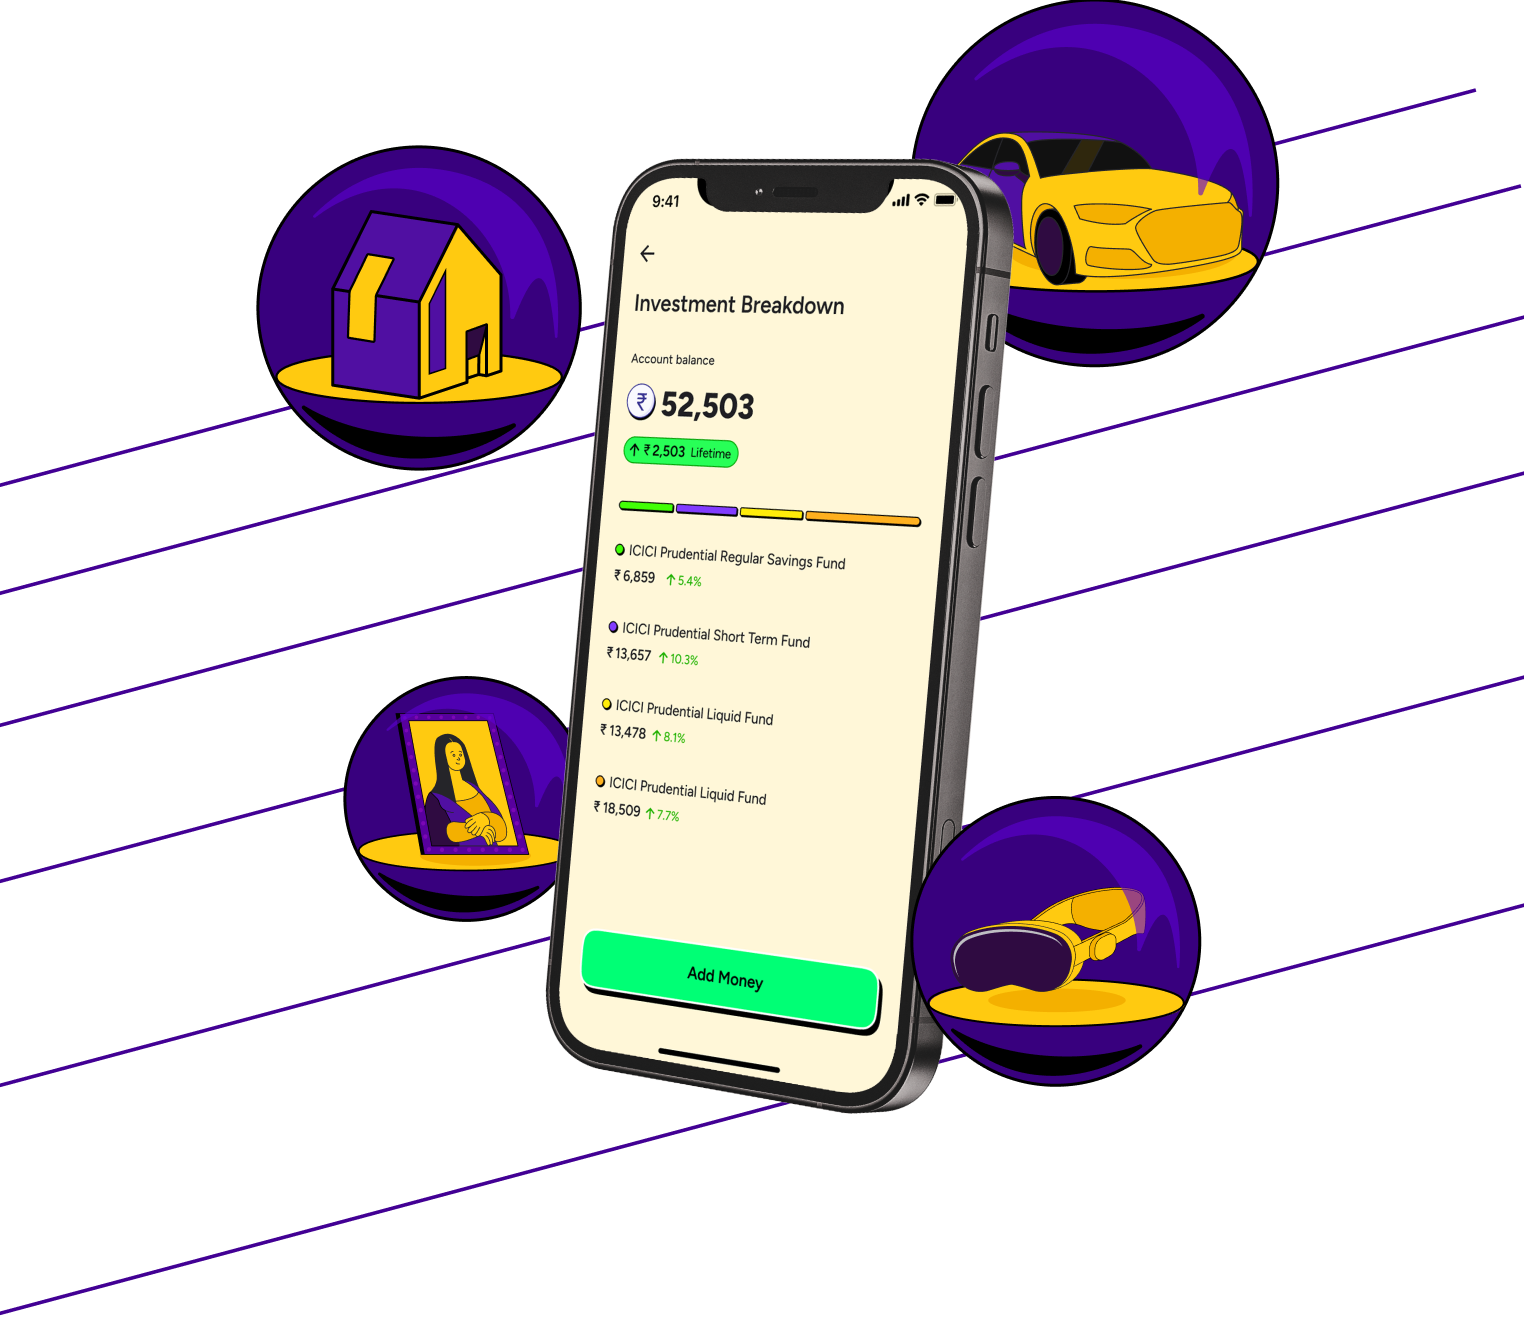 9:41
Investment Breakdown
Account balance
₹ 52,503
₹ 2,503 Lifetime
ICICI Prudential Regular Savings Fund
₹ 6,859 ↑ 5.4%
ICICI Prudential Short Term Fund
₹ 13,657 ↑ 10.3%
ICICI Prudential Liquid Fund
₹ 13,478 ↑ 8.1%
ICICI Prudential Liquid Fund
₹ 18,509 ↑ 7.7%
Add Money